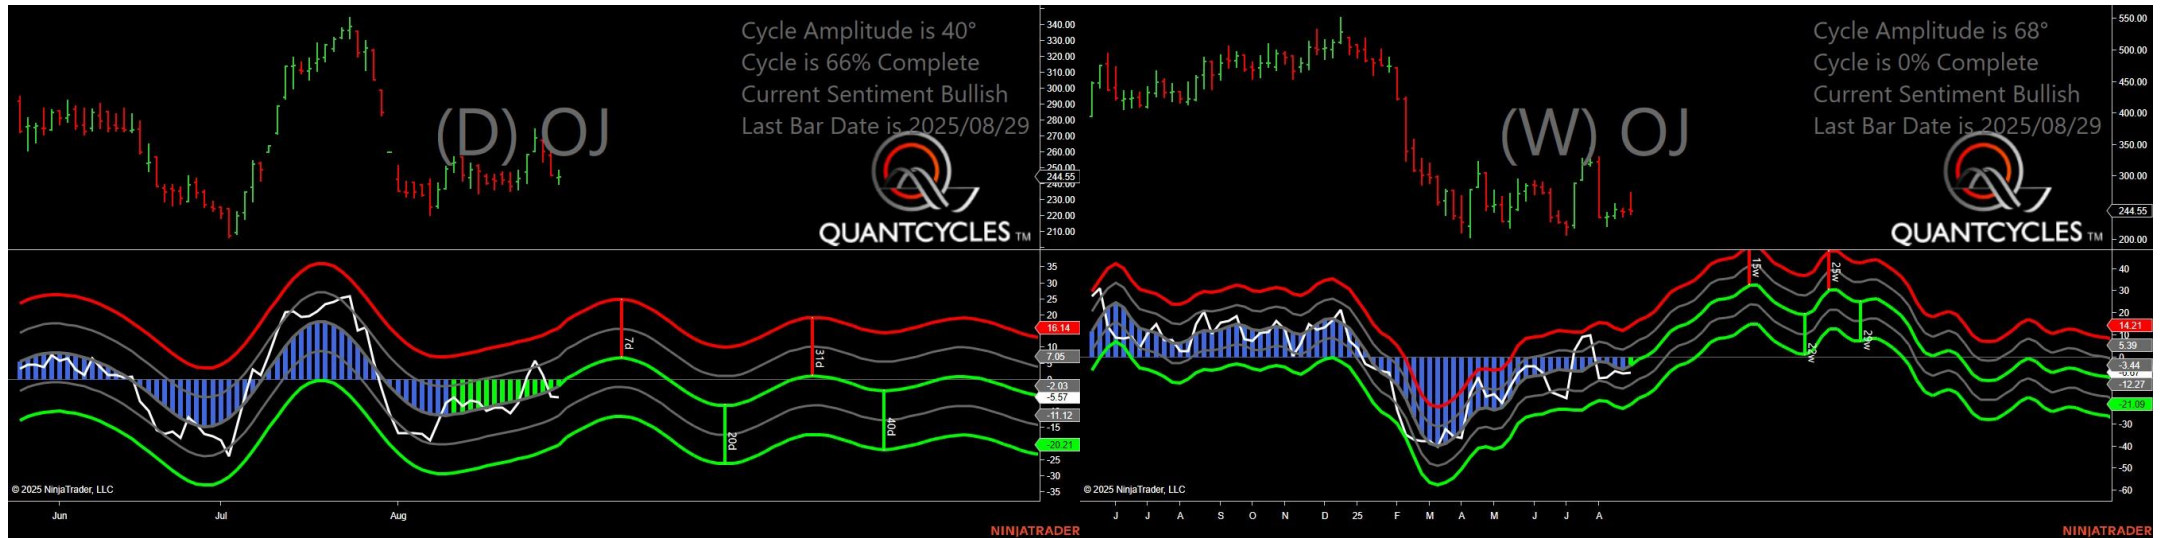 Cycle Amplitude is 40°
Cycle is 66% Complete
Current Sentiment Bullish
Last Bar Date is 2025/08/29
(D) OJ
QUANTCYCLES TM
340.00
330.00
320.00
310.00
300.00
290.00
280.00
270.00
260.00
250.00
244.55
240.00
230.00
220.00
210.00
35
30
25
20
16.14
10
7.05
-2.03
-5.57
-11.12
-15
-20.21
-25
-30
-35
7d
20d
31d
40d
© 2025 NinjaTrader, LLC
Jun
Jul
Aug
NINJATRADER
Cycle Amplitude is 68°
Cycle is 0% Complete
Current Sentiment Bullish
Last Bar Date is 2025/08/29
(W) OJ
QUANTCYCLES TM
550.00
500.00
450.00
400.00
350.00
300.00
244.55
200.00
40
30
20
14.21
10
5.39
0
-3.44
-12.27
-21.09
-30
-40
-50
-60
15w
22w
25w
29w
© 2025 NinjaTrader, LLC
J
J
A
S
O
N
D
25
F
M
A
M
J
J
A
NINJATRADER